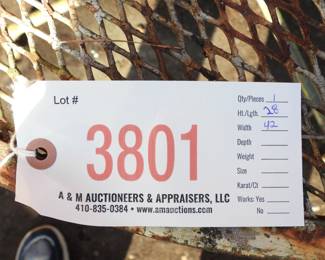 Lot #
3801
A & M AUCTIONEERS & APPRAISERS, LLC
410-835-0384 • www.amauctions.com
Qty/Pieces 1
Ht./Lgth. 28
Width 42
Depth
Weight
Size
Karat/Ct
Works: Yes
No